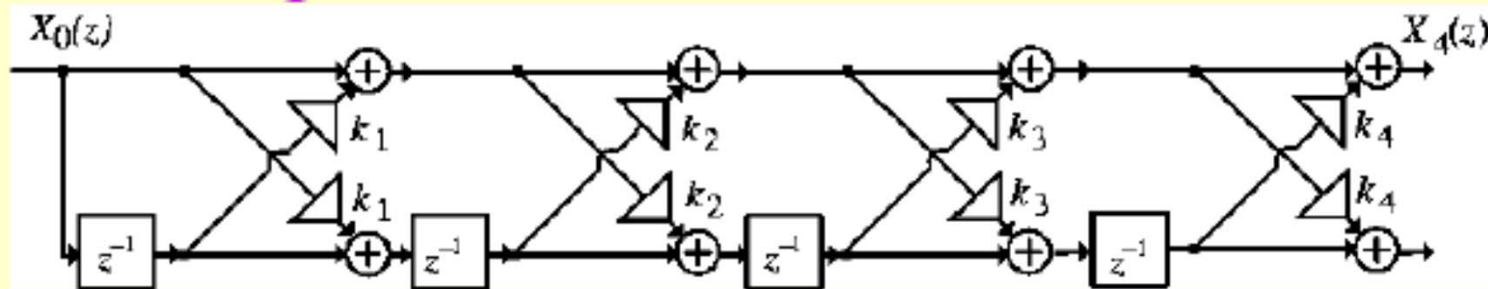 X₀(z) X₄(z)
+ + + +
k₁ k₂ k₃ k₄
k₁ k₂ k₃ k₄
z⁻¹ + z⁻¹ + z⁻¹ + z⁻¹ +